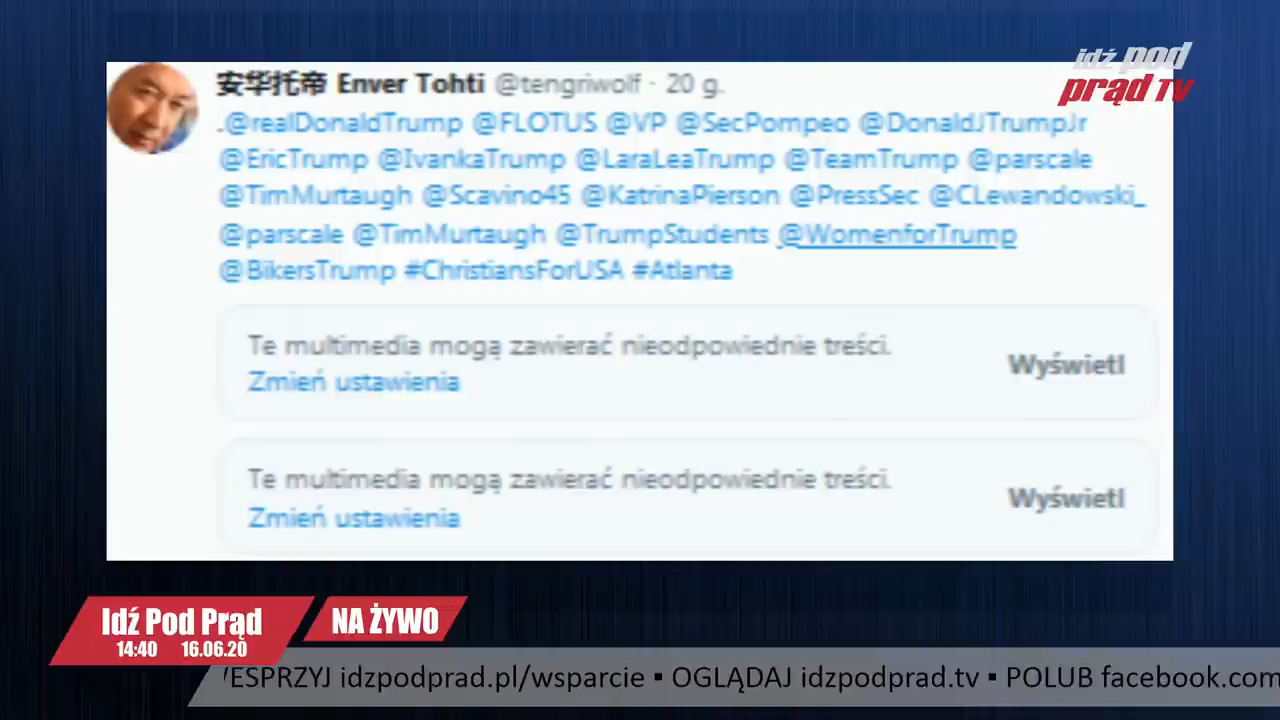 idź pod
prąd TV
安华托帝 Enver Tohti @tengriwolf · 20 g.
.@realDonaldTrump @FLOTUS @VP @SecPompeo @DonaldJTrumpJr
@EricTrump @IvankaTrump @LaraLeaTrump @TeamTrump @parscale
@TimMurtaugh @Scavino45 @KatrinaPierson @PressSec @CLewandowski_
@parscale @TimMurtaugh @TrumpStudents @WomenforTrump
@BikersTrump #ChristiansForUSA #Atlanta
Te multimedia mogą zawierać nieodpowiednie treści.
Zmień ustawienia
Wyświetl
Te multimedia mogą zawierać nieodpowiednie treści.
Zmień ustawienia
Wyświetl
Idź Pod Prąd
14:40 16.06.20
NA ŻYWO
ESPRZYJ idzpodprad.pl/wsparcie ▪ OGLĄDAJ idzpodprad.tv ▪ POLUB facebook.com